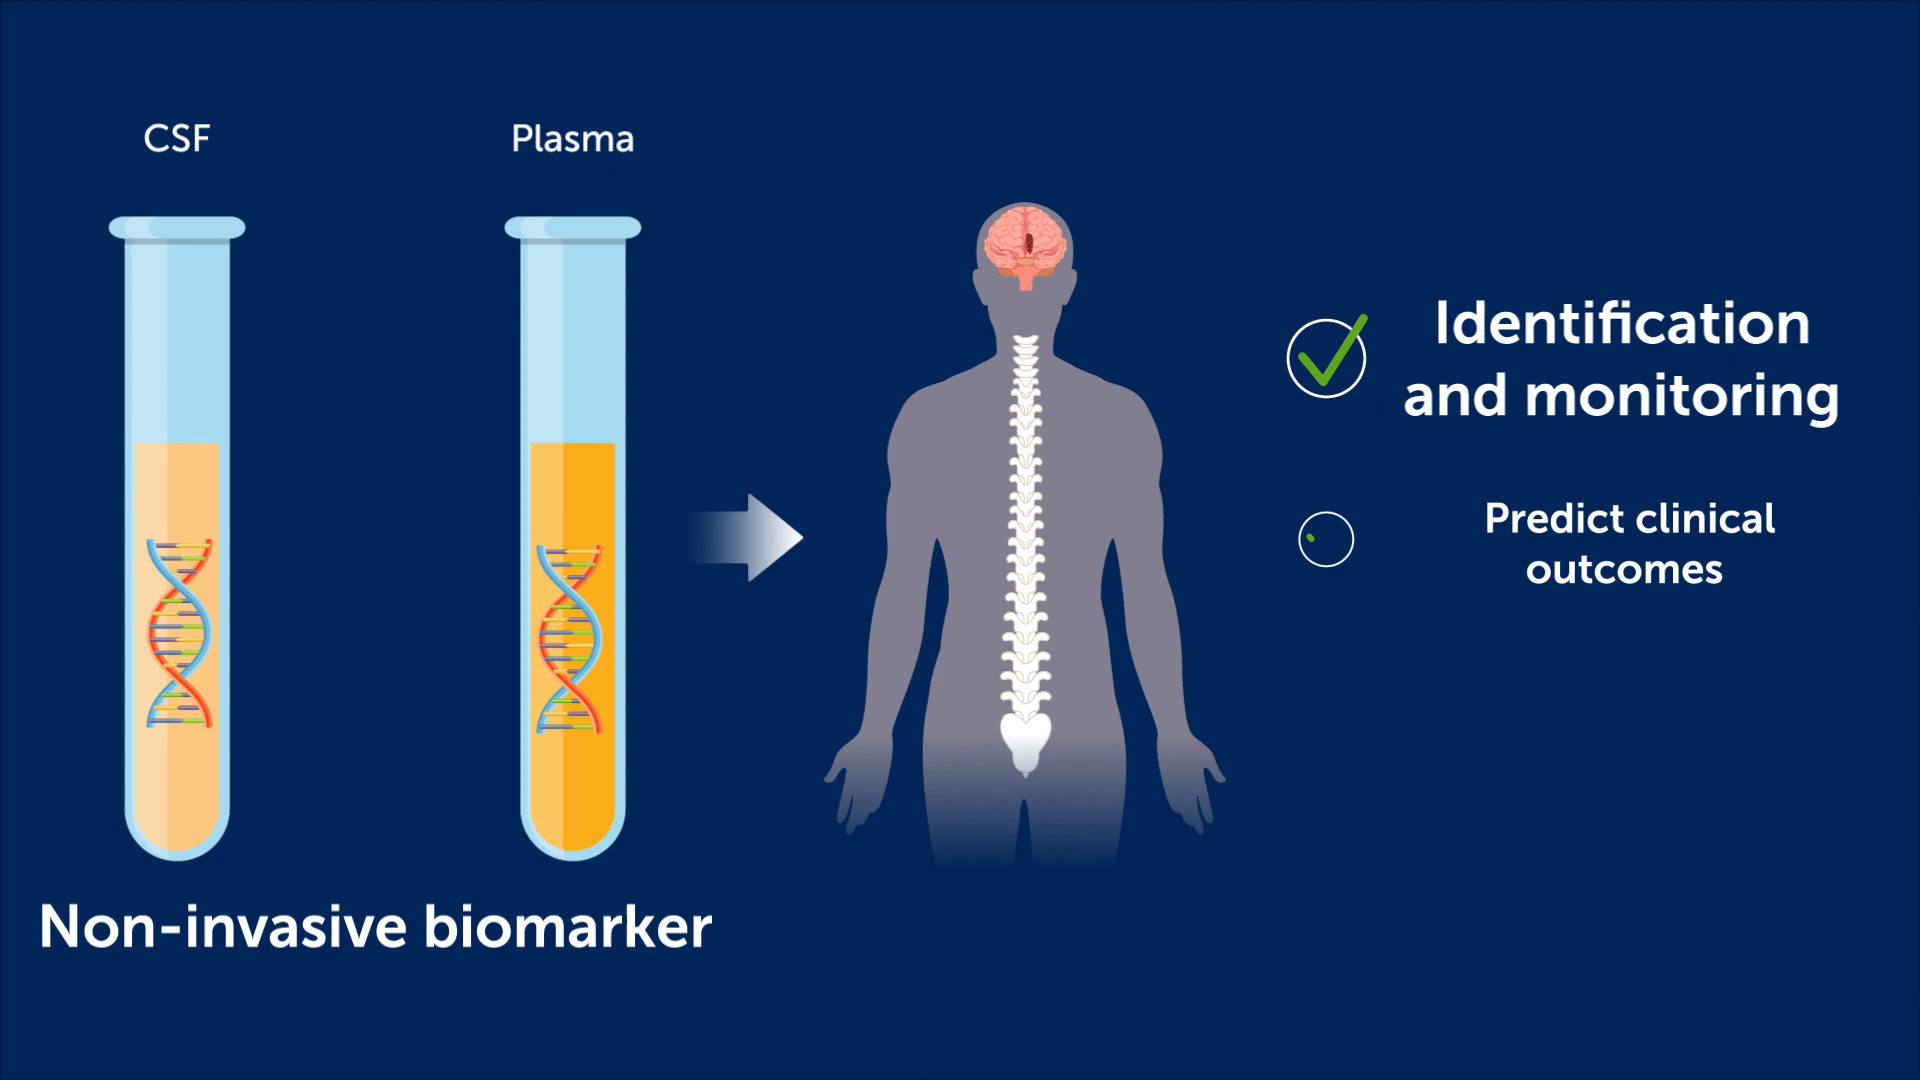 CSF
Plasma
Identification
and monitoring
Predict clinical
outcomes
Non-invasive biomarker